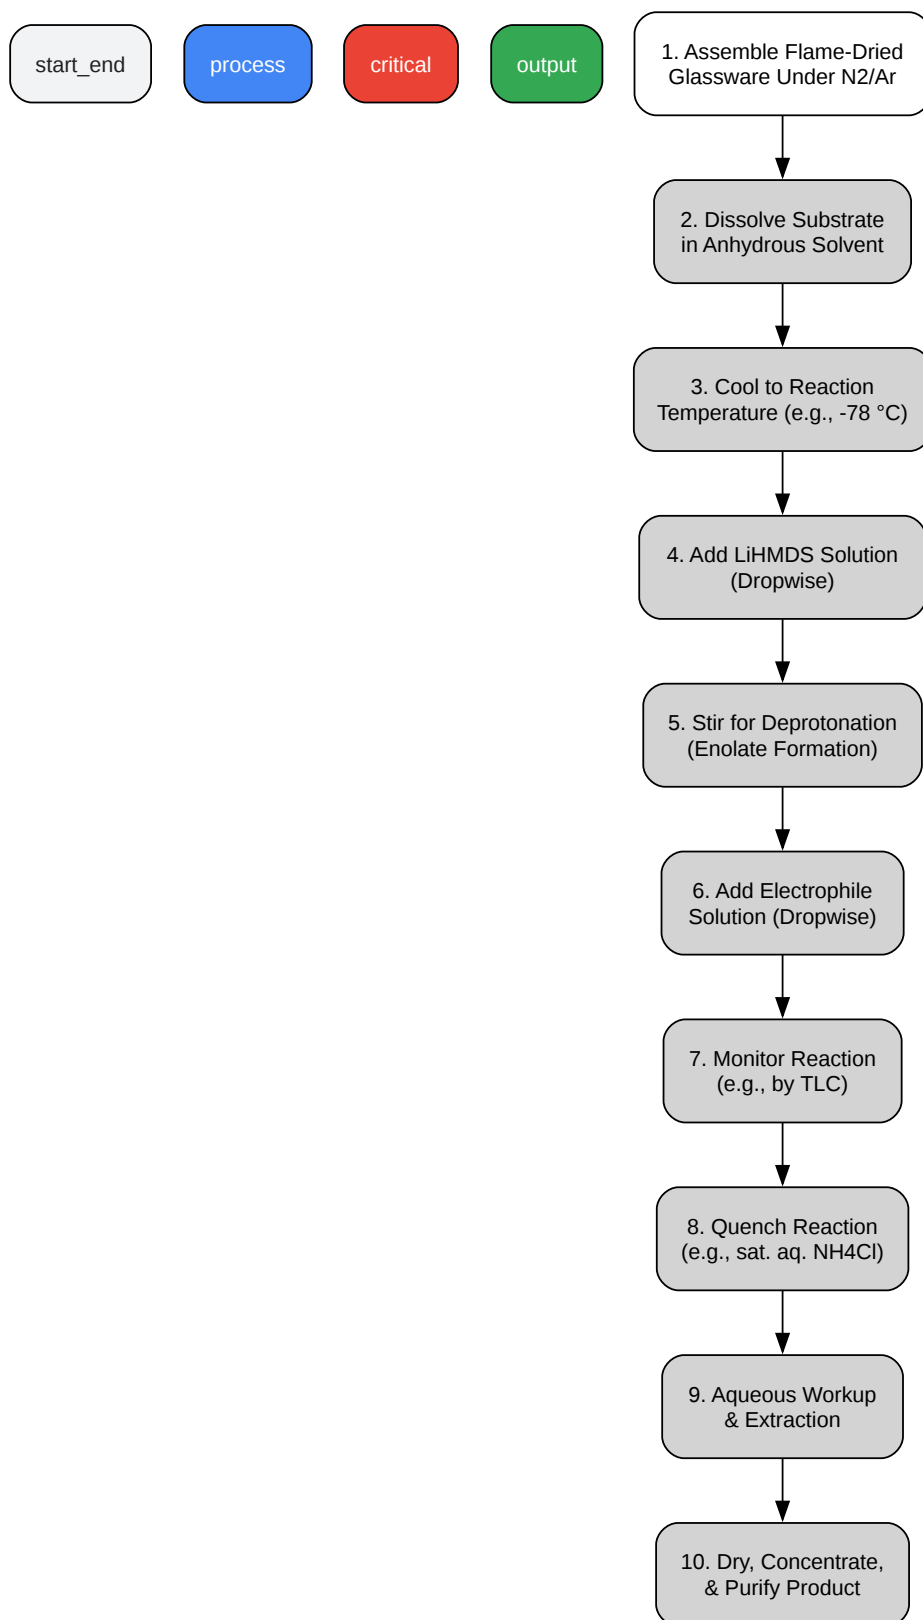 start_end
process
critical
output
1. Assemble Flame-Dried
Glassware Under N2/Ar
2. Dissolve Substrate
in Anhydrous Solvent
3. Cool to Reaction
Temperature (e.g., -78 °C)
4. Add LiHMDS Solution
(Dropwise)
5. Stir for Deprotonation
(Enolate Formation)
6. Add Electrophile
Solution (Dropwise)
7. Monitor Reaction
(e.g., by TLC)
8. Quench Reaction
(e.g., sat. aq. NH4Cl)
9. Aqueous Workup
& Extraction
10. Dry, Concentrate,
& Purify Product